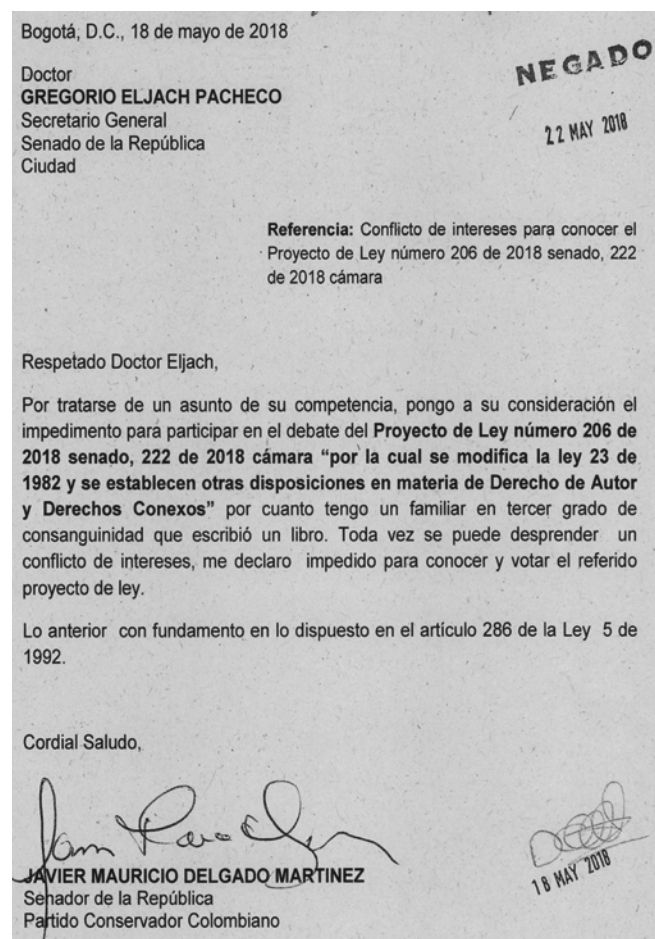 Bogotá, D.C., 18 de mayo de 2018
NEGADO
22 MAY 2018
Doctor
GREGORIO ELJACH PACHECO
Secretario General
Senado de la República
Ciudad
Referencia: Conflicto de intereses para conocer el
Proyecto de Ley número 206 de 2018 senado, 222
de 2018 cámara
Respetado Doctor Eljach,
Por tratarse de un asunto de su competencia, pongo a su consideración el
impedimento para participar en el debate del Proyecto de Ley número 206 de
2018 senado, 222 de 2018 cámara “por la cual se modifica la ley 23 de
1982 y se establecen otras disposiciones en materia de Derecho de Autor
y Derechos Conexos” por cuanto tengo un familiar en tercer grado de
consanguinidad que escribió un libro. Toda vez se puede desprender un
conflicto de intereses, me declaro impedido para conocer y votar el referido
proyecto de ley.
Lo anterior con fundamento en lo dispuesto en el artículo 286 de la Ley 5 de
1992.
Cordial Saludo,
JAVIER MAURICIO DELGADO MARTINEZ
Senador de la República
Partido Conservador Colombiano
18 MAY 2018